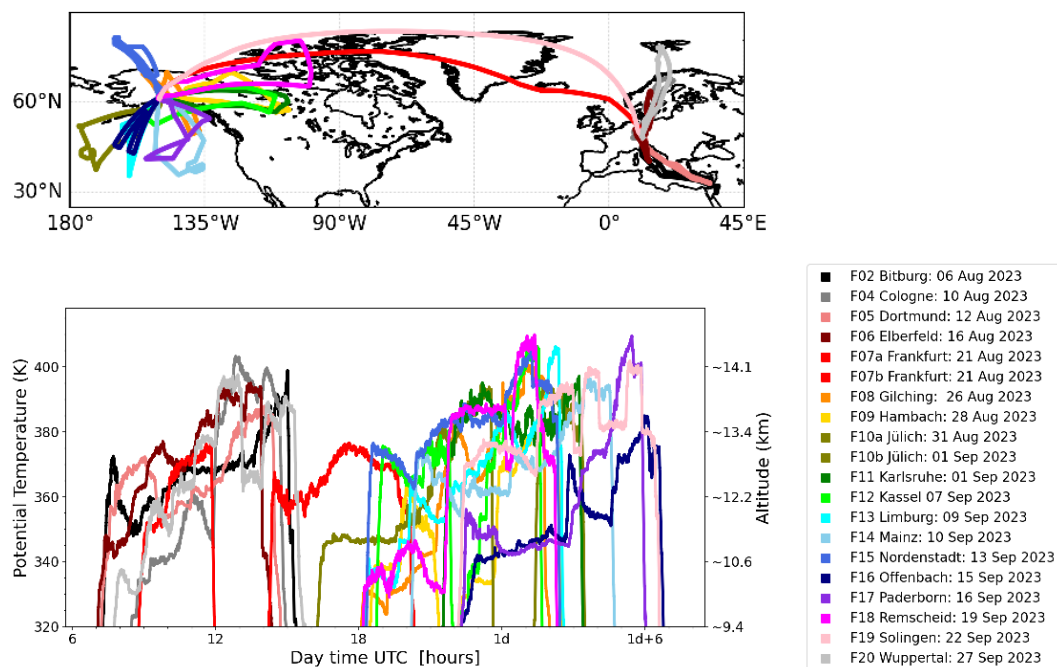 60°N
30°N
180° 135°W 90°W 45°W 0° 45°E
F02 Bitburg: 06 Aug 2023
F04 Cologne: 10 Aug 2023
F05 Dortmund: 12 Aug 2023
F06 Elberfeld: 16 Aug 2023
F07a Frankfurt: 21 Aug 2023
F07b Frankfurt: 21 Aug 2023
F08 Gilching: 26 Aug 2023
F09 Hambach: 28 Aug 2023
F10a Jülich: 31 Aug 2023
F10b Jülich: 01 Sep 2023
F11 Karlsruhe: 01 Sep 2023
F12 Kassel 07 Sep 2023
F13 Limburg: 09 Sep 2023
F14 Mainz: 10 Sep 2023
F15 Nordenstadt: 13 Sep 2023
F16 Offenbach: 15 Sep 2023
F17 Paderborn: 16 Sep 2023
F18 Remscheid: 19 Sep 2023
F19 Solingen: 22 Sep 2023
F20 Wuppertal: 27 Sep 2023
Potential Temperature (K)
400
380
360
340
320
~14.1
~13.4
~12.2
~10.6
~9.4
Altitude (km)
6 12 18 1d 1d+6
Day time UTC [hours]